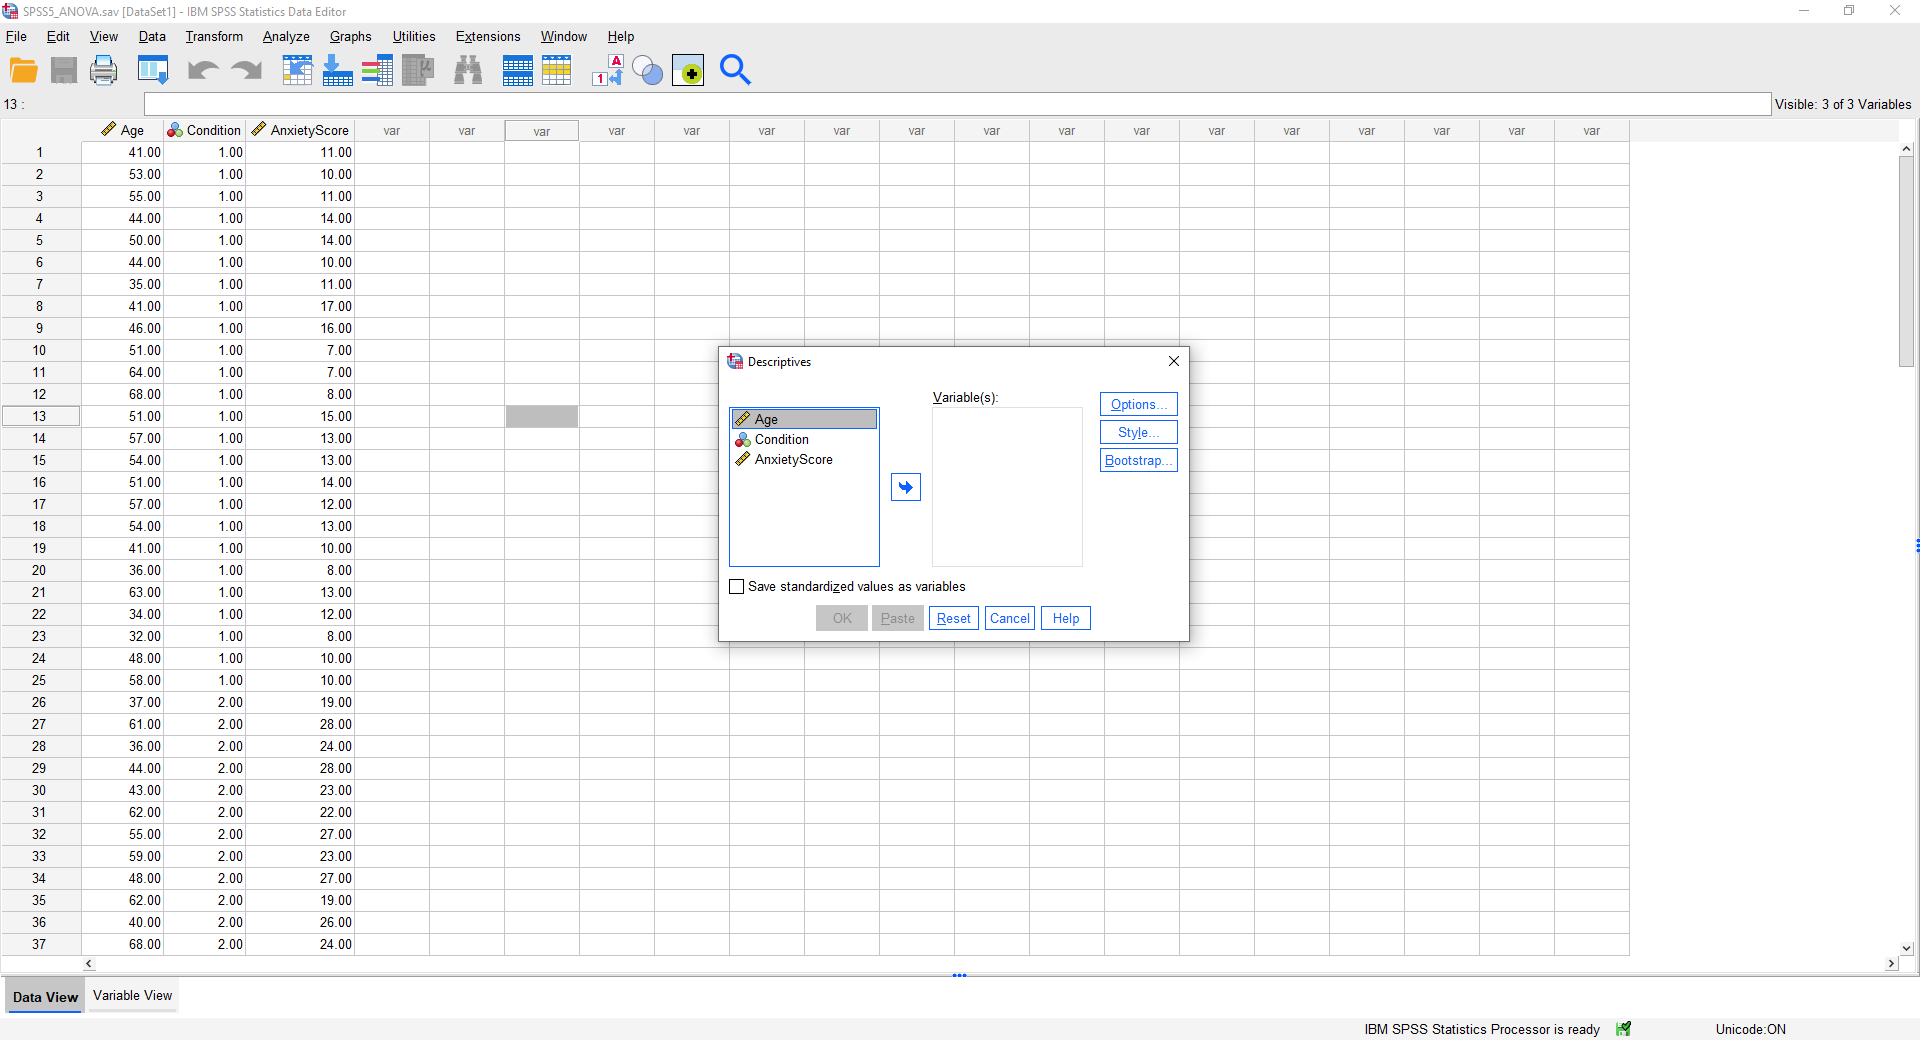 SPSS5_ANOVA.sav [DataSet1] - IBM SPSS Statistics Data Editor
File Edit View Data Transform Analyze Graphs Utilities Extensions Window Help
A
1
13 :
Visible: 3 of 3 Variables
Age Condition AnxietyScore var var var var var var var var var var var var var var var var var
1 41.00 1.00 11.00
2 53.00 1.00 10.00
3 55.00 1.00 11.00
4 44.00 1.00 14.00
5 50.00 1.00 14.00
6 44.00 1.00 10.00
7 35.00 1.00 11.00
8 41.00 1.00 17.00
9 46.00 1.00 16.00
10 51.00 1.00 7.00
11 64.00 1.00 7.00
12 68.00 1.00 8.00
13 51.00 1.00 15.00
14 57.00 1.00 13.00
15 54.00 1.00 13.00
16 51.00 1.00 14.00
17 57.00 1.00 12.00
18 54.00 1.00 13.00
19 41.00 1.00 10.00
20 36.00 1.00 8.00
21 63.00 1.00 13.00
22 34.00 1.00 12.00
23 32.00 1.00 8.00
24 48.00 1.00 10.00
25 58.00 1.00 10.00
26 37.00 2.00 19.00
27 61.00 2.00 28.00
28 36.00 2.00 24.00
29 44.00 2.00 28.00
30 43.00 2.00 23.00
31 62.00 2.00 22.00
32 55.00 2.00 27.00
33 59.00 2.00 23.00
34 48.00 2.00 27.00
35 62.00 2.00 19.00
36 40.00 2.00 26.00
37 68.00 2.00 24.00
Descriptives
Variable(s):
Age
Condition
AnxietyScore
Options...
Style...
Bootstrap...
Save standardized values as variables
OK Paste Reset Cancel Help
Data View Variable View
IBM SPSS Statistics Processor is ready Unicode:ON